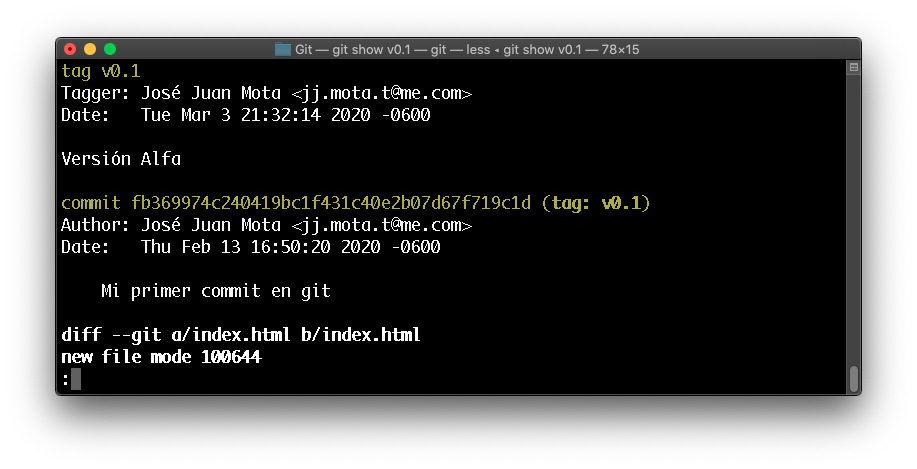 Git — git show v0.1 — git — less ◂ git show v0.1 — 78×15
tag v0.1
Tagger: José Juan Mota <jj.mota.t@me.com>
Date:   Tue Mar 3 21:32:14 2020 -0600
Versión Alfa
commit fb369974c240419bc1f431c40e2b07d67f719c1d (tag: v0.1)
Author: José Juan Mota <jj.mota.t@me.com>
Date:   Thu Feb 13 16:50:20 2020 -0600
    Mi primer commit en git
diff --git a/index.html b/index.html
new file mode 100644
: